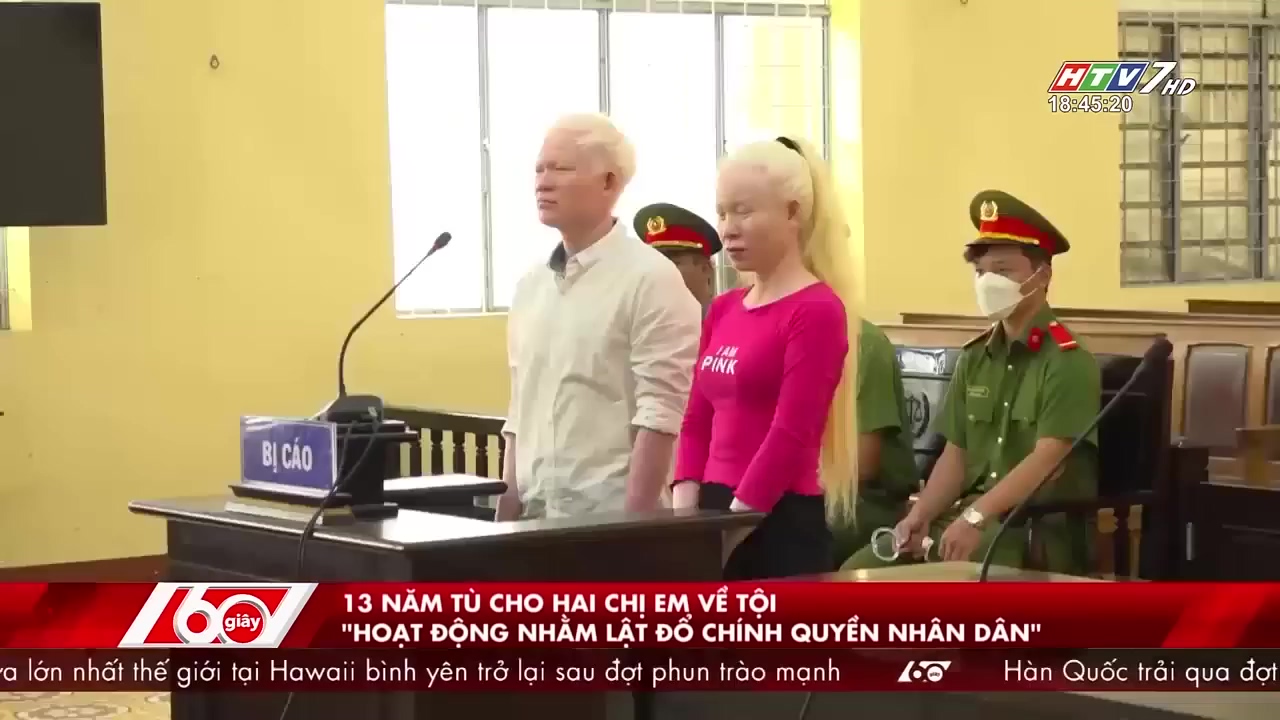 HTV7 HD
18:45:20
I AM
PINK
BỊ CÁO
60 giây
13 NĂM TÙ CHO HAI CHỊ EM VỀ TỘI
"HOẠT ĐỘNG NHẰM LẬT ĐỔ CHÍNH QUYỀN NHÂN DÂN"
lớn nhất thế giới tại Hawaii bình yên trở lại sau đợt phun trào mạnh 60 Hàn Quốc trải qua đợt